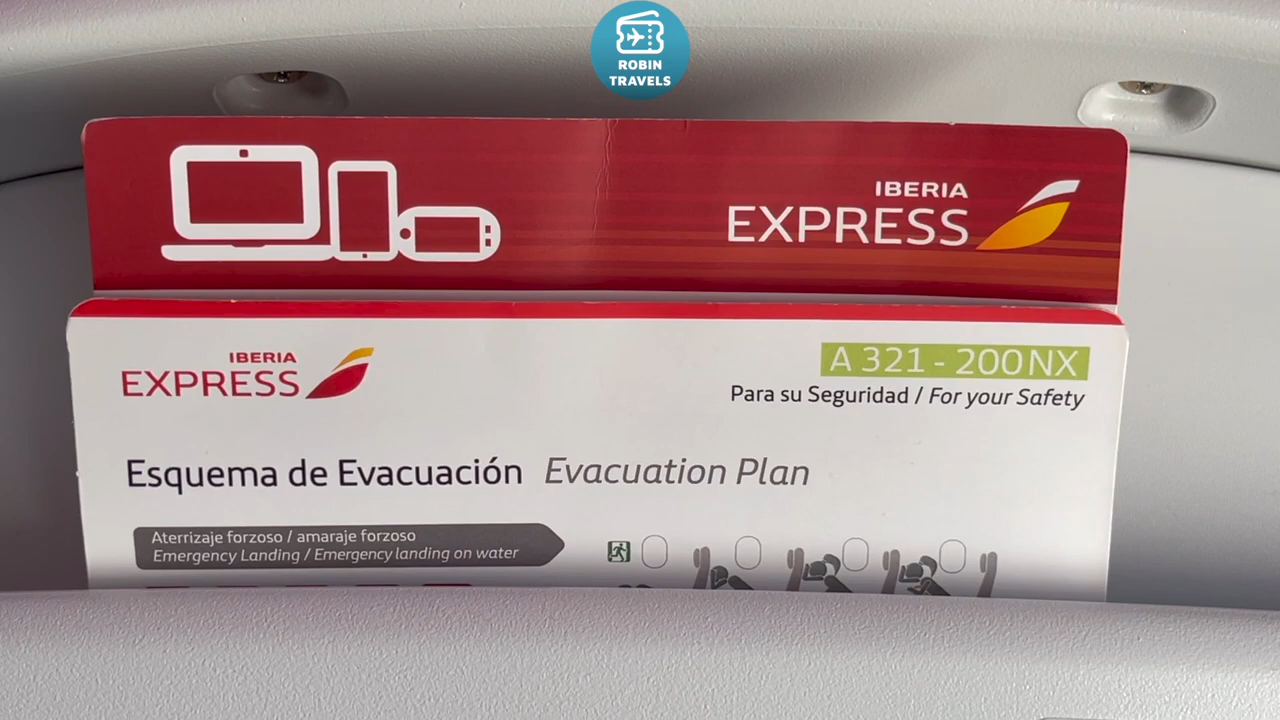 ROBIN
TRAVELS
IBERIA
EXPRESS
IBERIA
EXPRESS
A 321 - 200NX
Para su Seguridad / For your Safety
Esquema de Evacuación Evacuation Plan
Aterrizaje forzoso / amaraje forzoso
Emergency Landing / Emergency landing on water